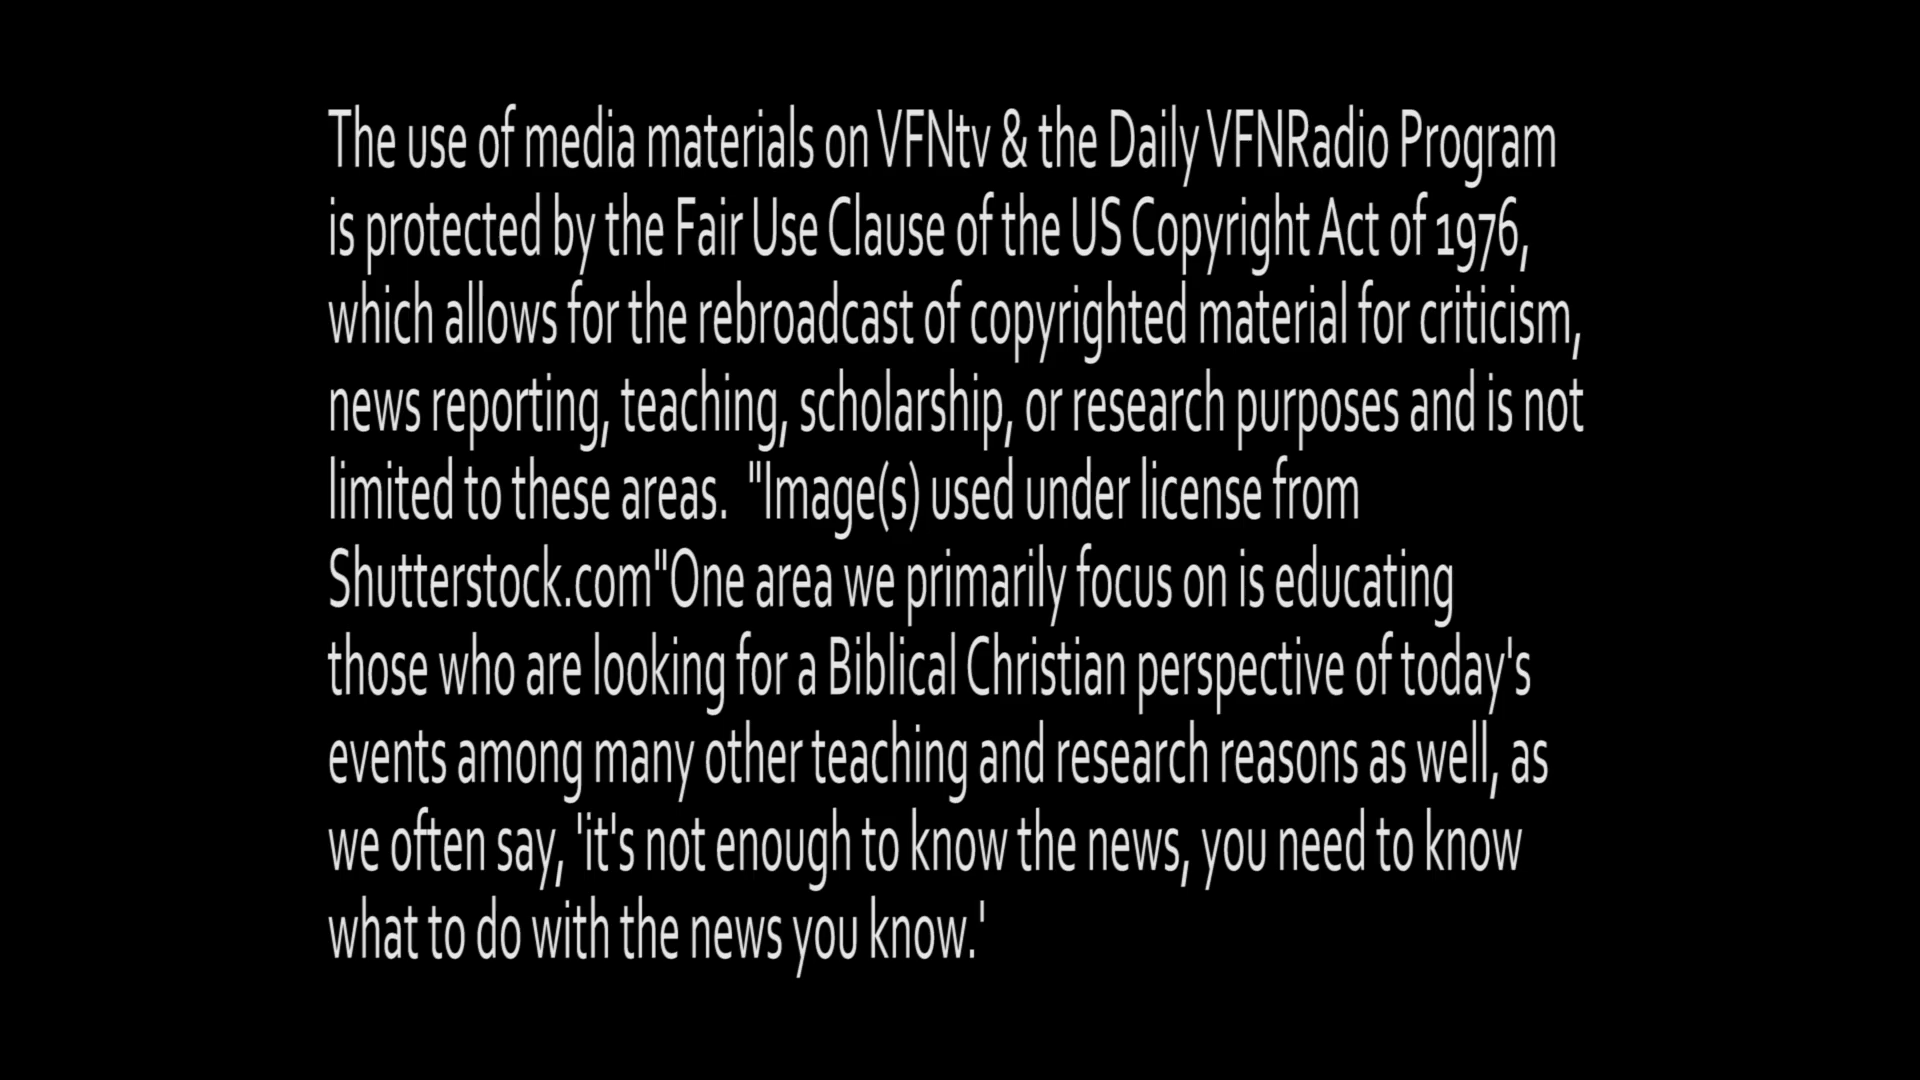 The use of media materials on VFNtv & the Daily VFNRadio Program
is protected by the Fair Use Clause of the US Copyright Act of 1976,
which allows for the rebroadcast of copyrighted material for criticism,
news reporting, teaching, scholarship, or research purposes and is not
limited to these areas.  "Image(s) used under license from
Shutterstock.com"One area we primarily focus on is educating
those who are looking for a Biblical Christian perspective of today's
events among many other teaching and research reasons as well, as
we often say, 'it's not enough to know the news, you need to know
what to do with the news you know.'